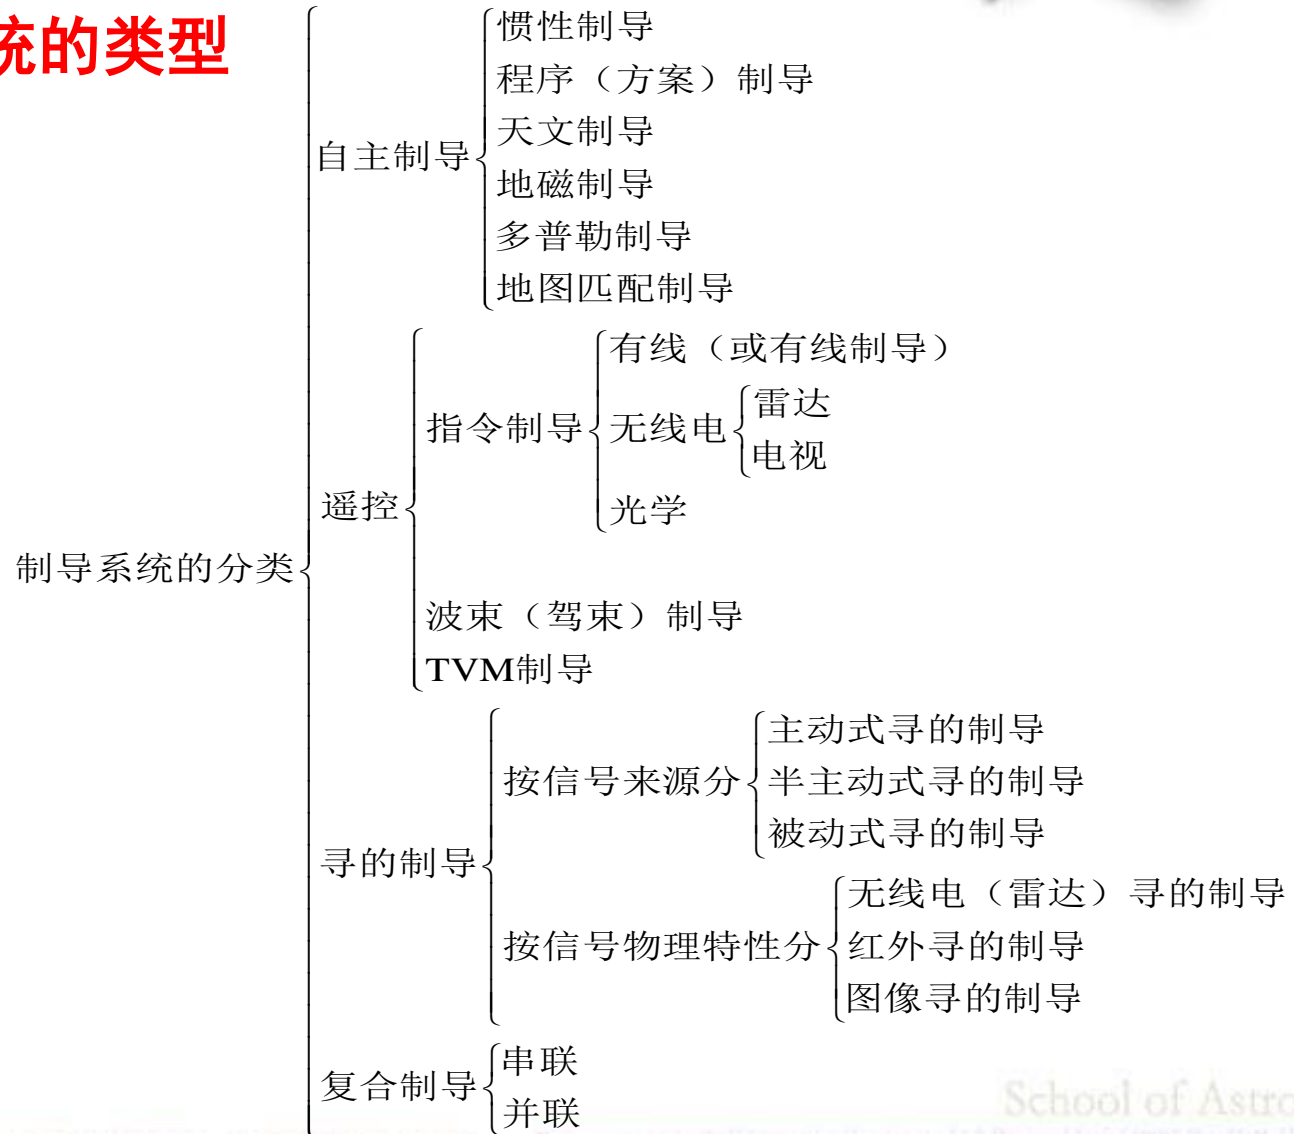 统的类型
制导系统的分类
自主制导
惯性制导
程序（方案）制导
天文制导
地磁制导
多普勒制导
地图匹配制导
遥控
指令制导
有线（或有线制导）
无线电
雷达
电视
光学
波束（驾束）制导
TVM制导
寻的制导
按信号来源分
主动式寻的制导
半主动式寻的制导
被动式寻的制导
按信号物理特性分
无线电（雷达）寻的制导
红外寻的制导
图像寻的制导
复合制导
串联
并联
School of Astro